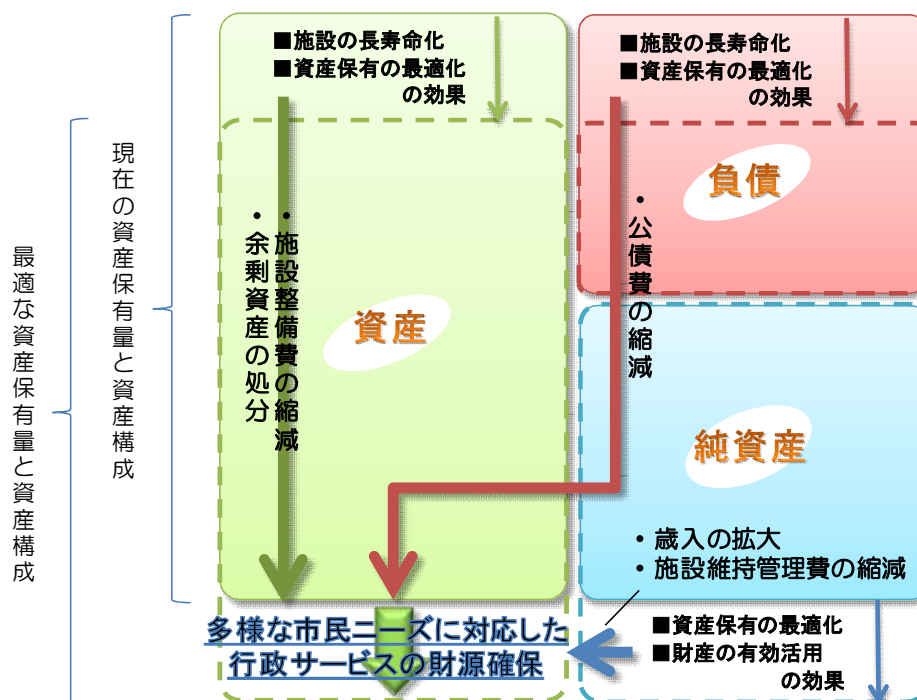 ■施設の長寿命化
■資産保有の最適化
の効果
■施設の長寿命化
■資産保有の最適化
の効果
現在の資産保有量と資産構成
最適な資産保有量と資産構成
・施設整備費の縮減
・余剰資産の処分
資産
負債
・公債費の縮減
純資産
・歳入の拡大
・施設維持管理費の縮減
多様な市民ニーズに対応した
行政サービスの財源確保
■資産保有の最適化
■財産の有効活用
の効果